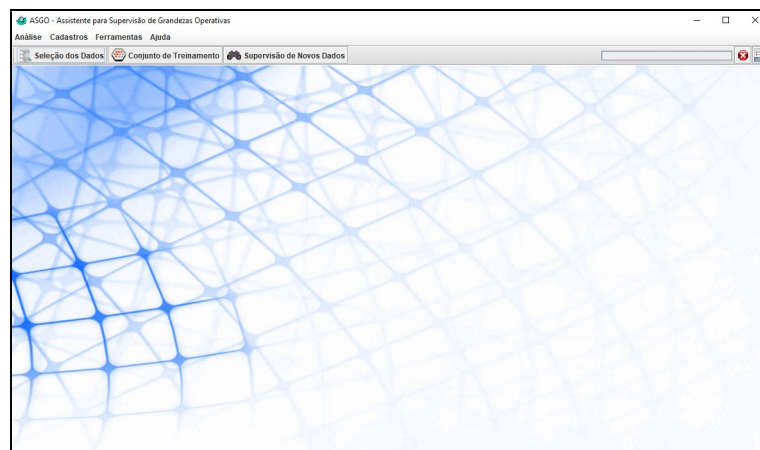 ASGO - Assistente para Supervisão de Grandezas Operativas
Análise Cadastros Ferramentas Ajuda
Seleção dos Dados Conjunto de Treinamento Supervisão de Novos Dados